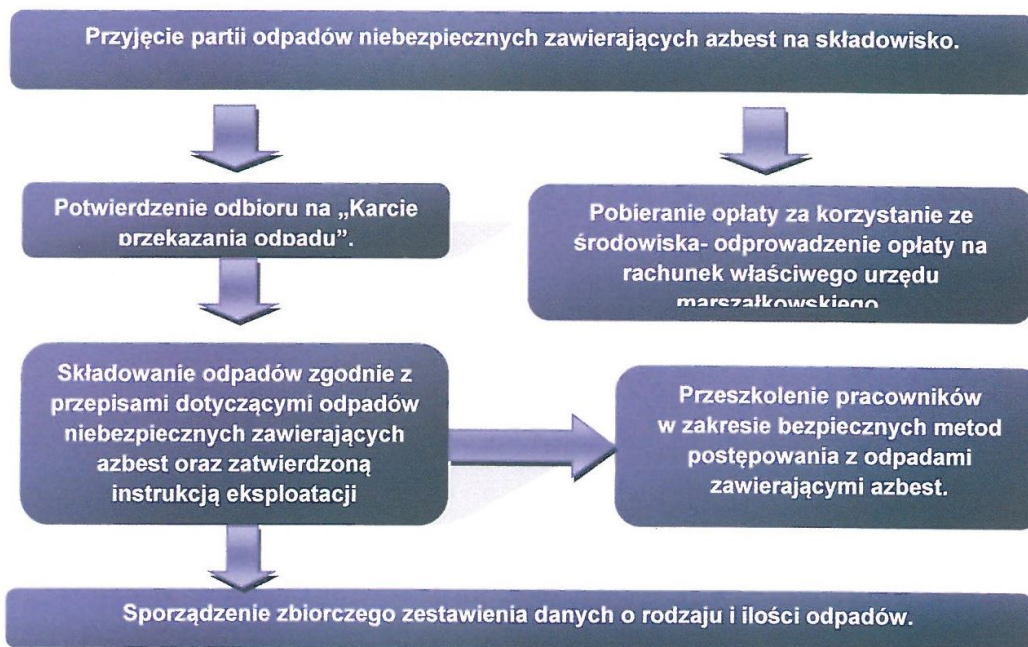 Przyjęcie partii odpadów niebezpiecznych zawierających azbest na składowisko.
Potwierdzenie odbioru na „Karcie
przekazania odpadu”.
Pobieranie opłaty za korzystanie ze
środowiska- odprowadzenie opłaty na
rachunek właściwego urzędu
marszałkowskiego
Składowanie odpadów zgodnie z
przepisami dotyczącymi odpadów
niebezpiecznych zawierających
azbest oraz zatwierdzoną
instrukcją eksploatacji
Przeszkolenie pracowników
w zakresie bezpiecznych metod
postępowania z odpadami
zawierającymi azbest.
Sporządzenie zbiorczego zestawienia danych o rodzaju i ilości odpadów.